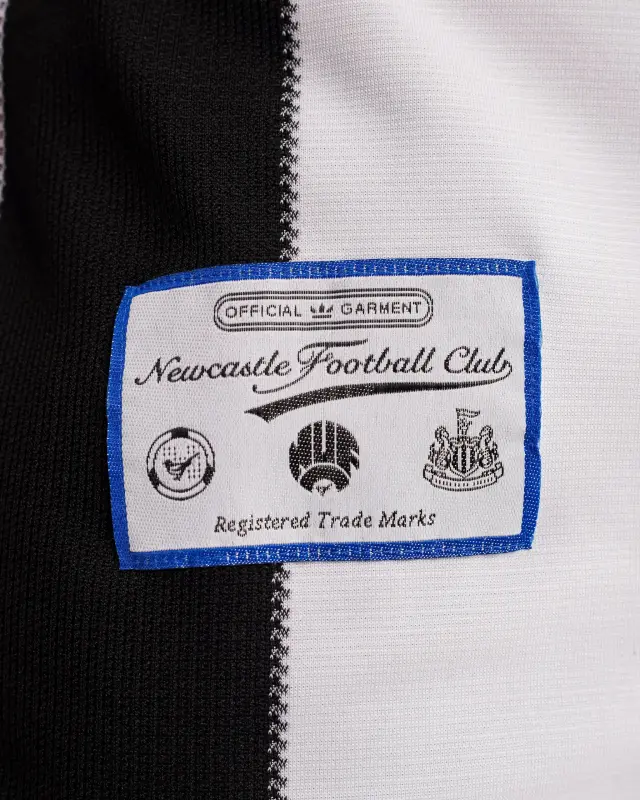 OFFICIAL GARMENT
Newcastle Football Club
Registered Trade Marks